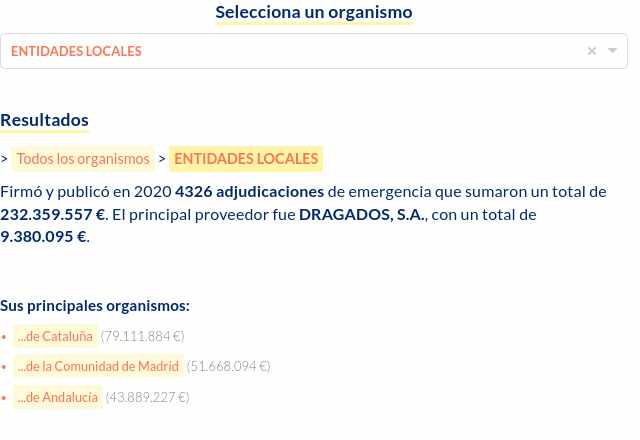 Selecciona un organismo
ENTIDADES LOCALES
Resultados
> Todos los organismos > ENTIDADES LOCALES
Firmó y publicó en 2020 4326 adjudicaciones de emergencia que sumaron un total de
232.359.557 €. El principal proveedor fue DRAGADOS, S.A., con un total de
9.380.095 €.
Sus principales organismos:
...de Cataluña (79.111.884 €)
...de la Comunidad de Madrid (51.668.094 €)
...de Andalucía (43.889.227 €)